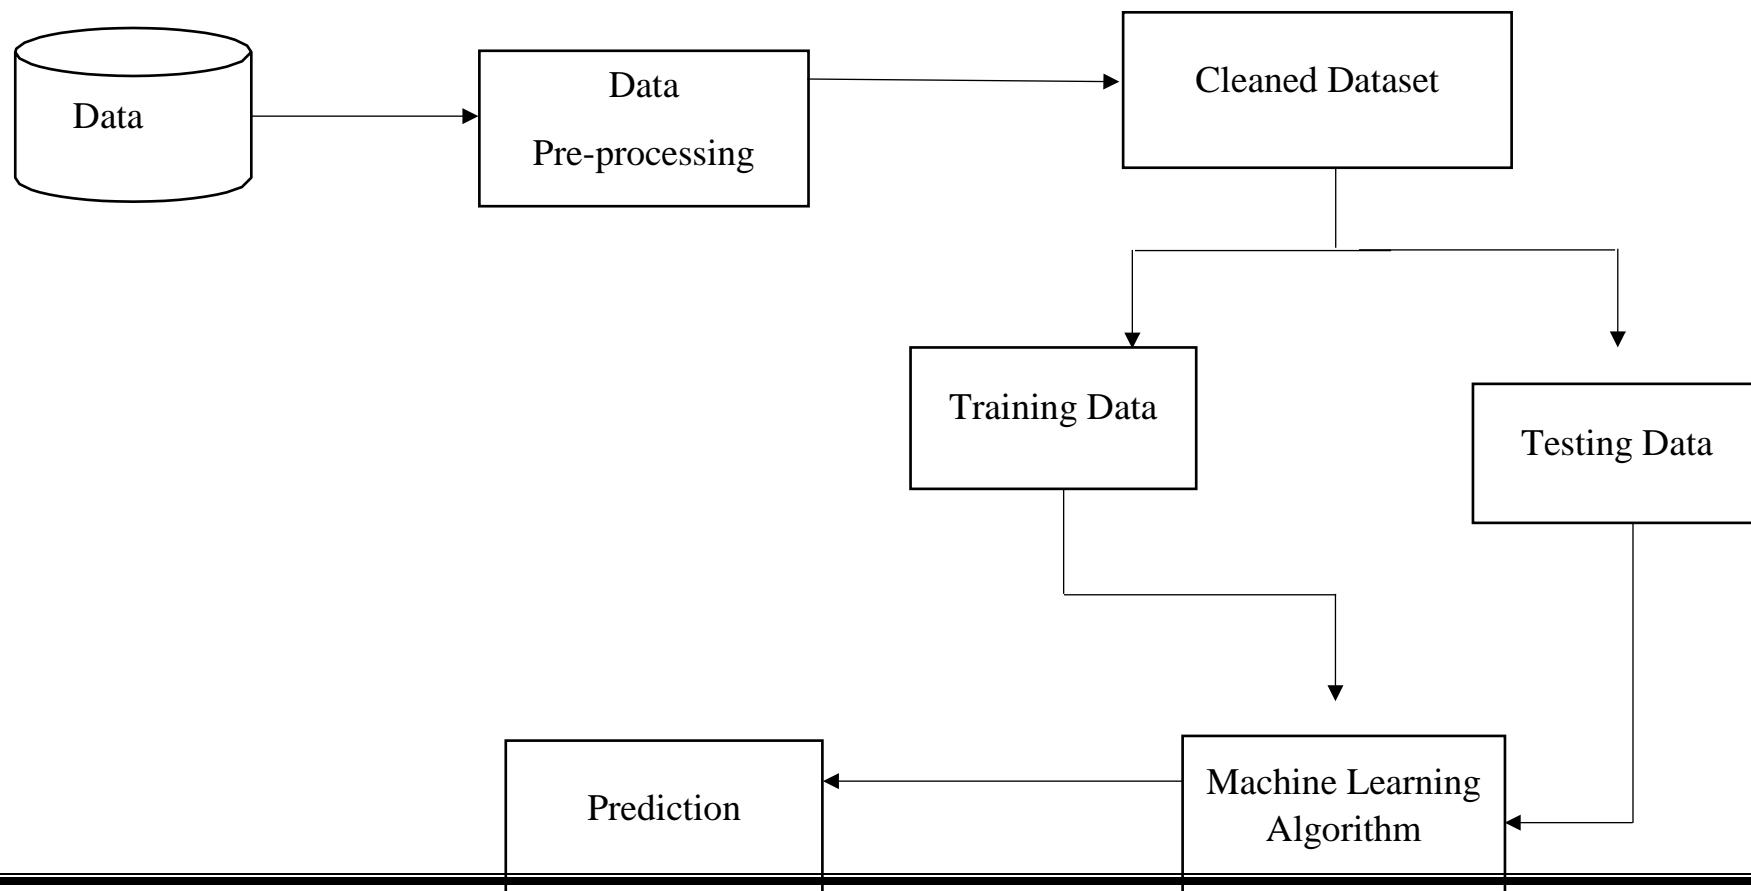 Data
Data
Pre-processing
Cleaned Dataset
Training Data
Testing Data
Machine Learning
Algorithm
Prediction